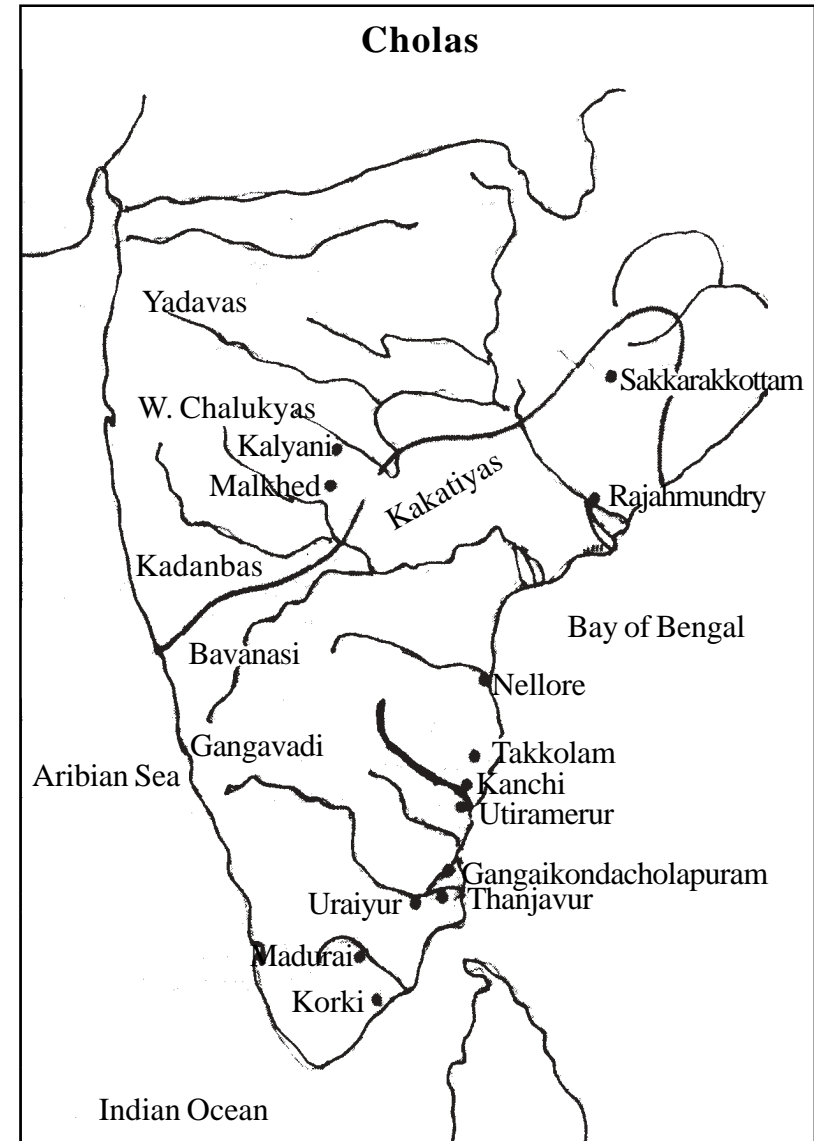 Cholas
Yadavas
Sakkarakkottam
W. Chalukyas
Kalyani
Malkhed
Kakatiyas
Rajahmundry
Kadanbas
Bay of Bengal
Bavanasi
Nellore
Gangavadi
Takkolam
Aribian Sea
Kanchi
Utiramerur
Gangaikondacholapuram
Uraiyur
Thanjavur
Madurai
Korki
Indian Ocean